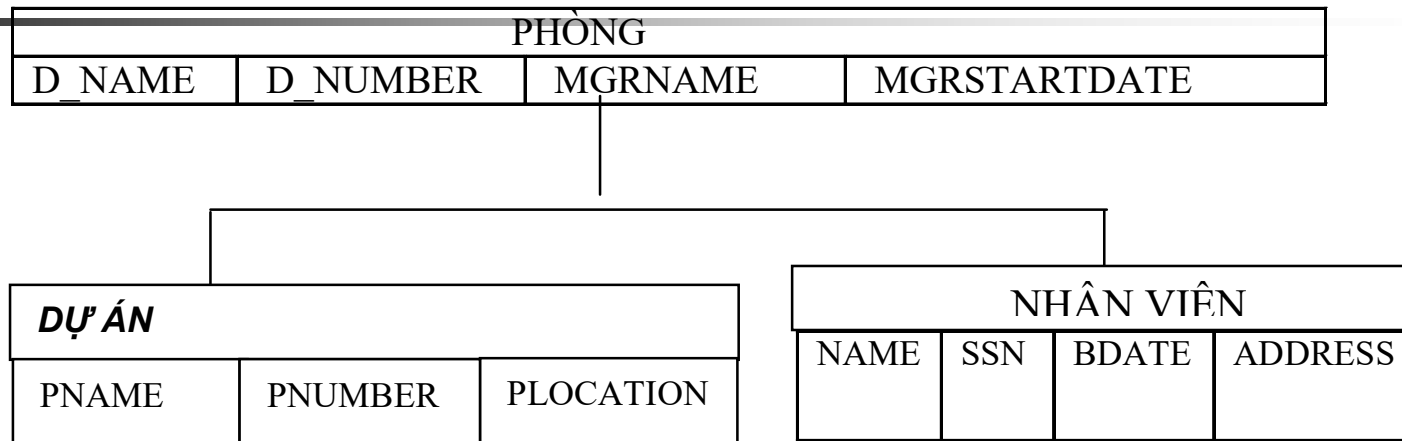 PHÒNG
D_NAME D_NUMBER MGRNAME MGRSTARTDATE
DỰ ÁN
PNAME PNUMBER PLOCATION
NHÂN VIÊN
NAME SSN BDATE ADDRESS